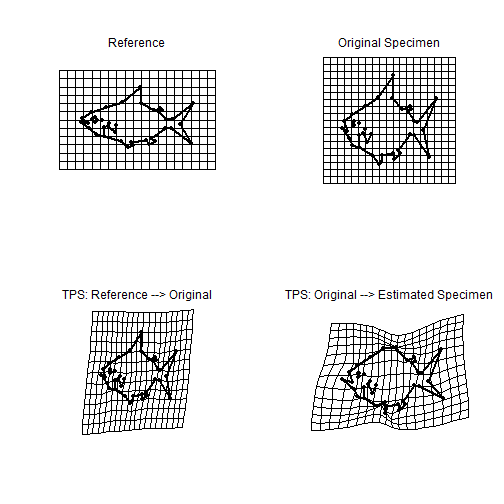 Reference
Original Specimen
TPS: Reference --> Original
TPS: Original --> Estimated Specimen